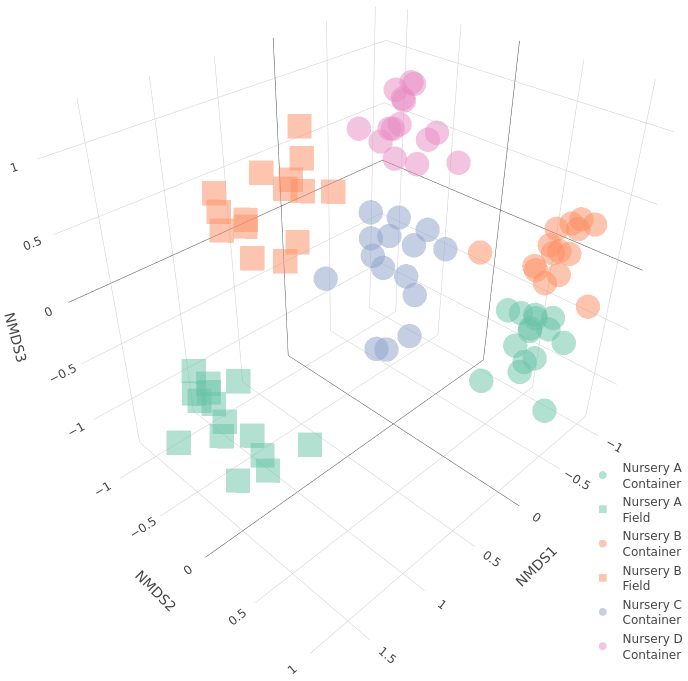 1
0.5
0
−0.5
−1
NMDS3
−1
−0.5
0
0.5
1
NMDS2
−1
−0.5
0
0.5
1
1.5
NMDS1
Nursery A
Container
Nursery A
Field
Nursery B
Container
Nursery B
Field
Nursery C
Container
Nursery D
Container